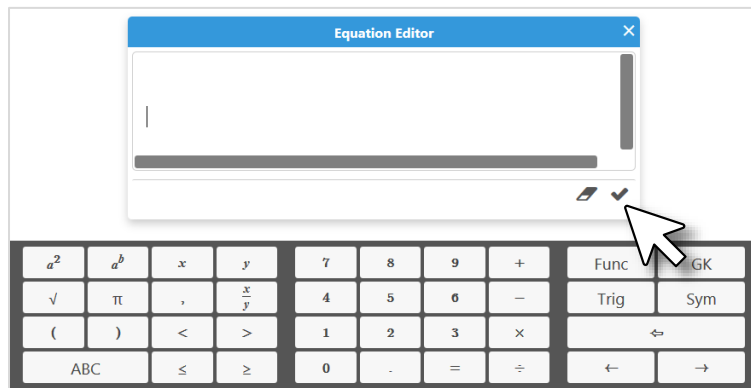 Equation Editor ×
a² aᵇ x y 7 8 9 + Func GK
√ π , x/y 4 5 6 − Trig Sym
( ) < > 1 2 3 × ⇦
ABC ≤ ≥ 0 . = ÷ ← →